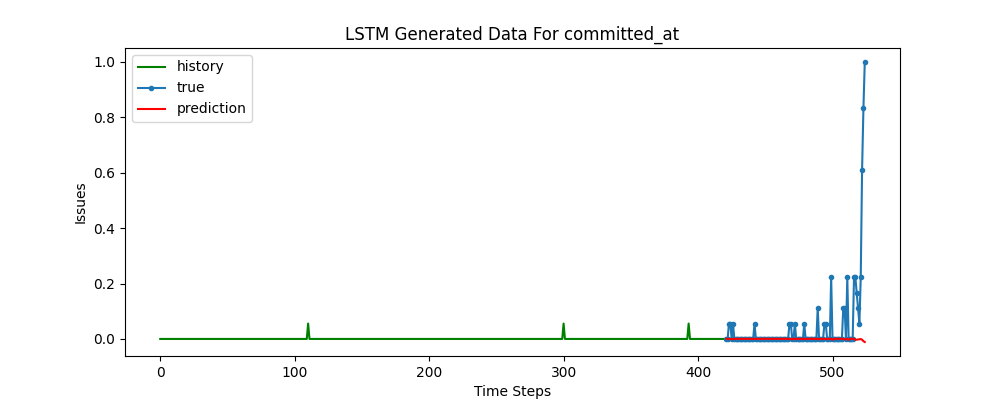 LSTM Generated Data For committed_at
history
true
prediction
1.0
0.8
0.6
0.4
0.2
0.0
Issues
0
100
200
300
400
500
Time Steps